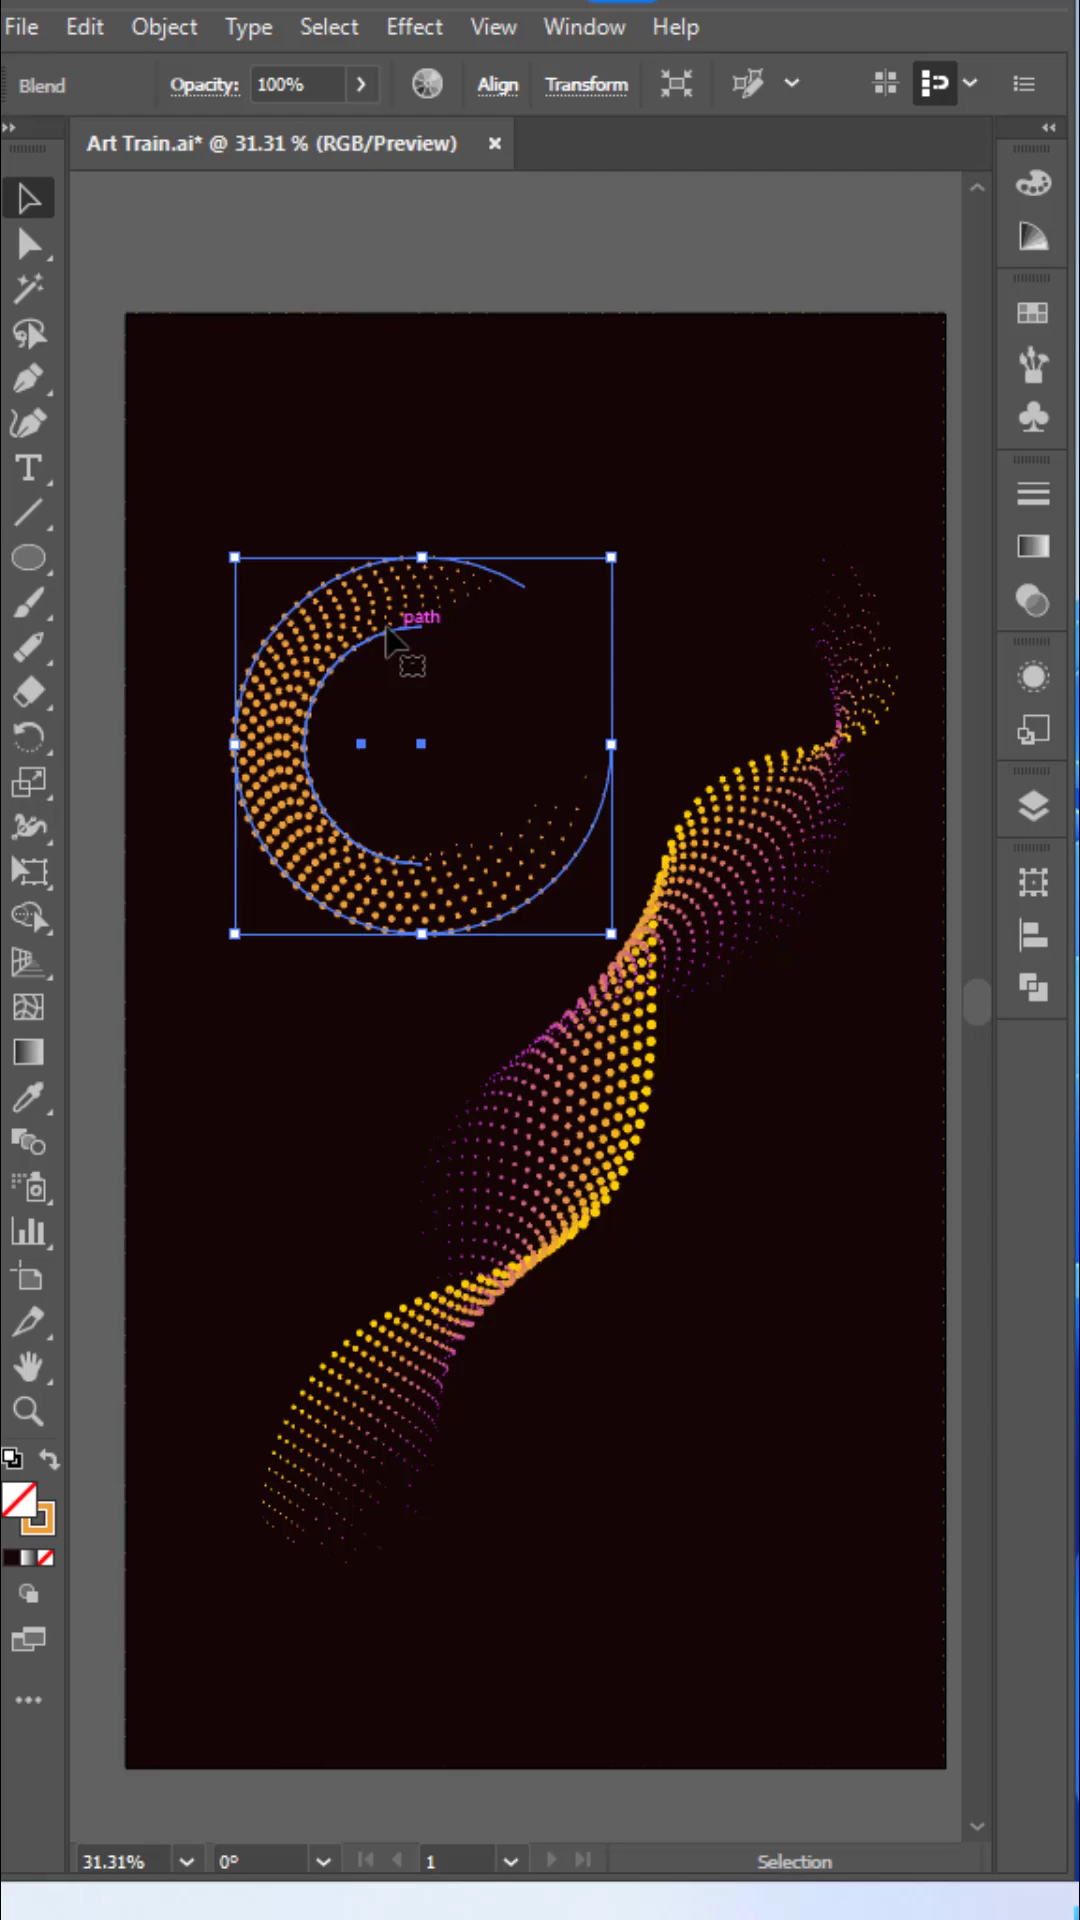 File Edit Object Type Select Effect View Window Help
Blend Opacity: 100% Align Transform
Art Train.ai* @ 31.31 % (RGB/Preview) ×
path
31.31% 0° 1 Selection